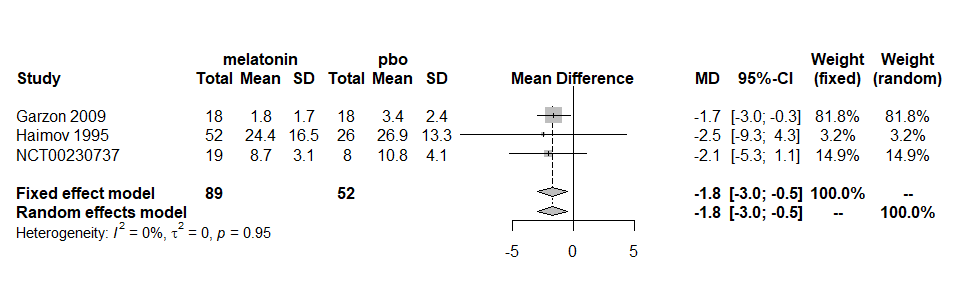 melatonin pbo Weight Weight
Study Total Mean SD Total Mean SD Mean Difference MD 95%-CI (fixed) (random)
Garzon 2009 18 1.8 1.7 18 3.4 2.4 -1.7 [-3.0; -0.3] 81.8% 81.8%
Haimov 1995 52 24.4 16.5 26 26.9 13.3 -2.5 [-9.3; 4.3] 3.2% 3.2%
NCT00230737 19 8.7 3.1 8 10.8 4.1 -2.1 [-5.3; 1.1] 14.9% 14.9%
Fixed effect model 89 52 -1.8 [-3.0; -0.5] 100.0% --
Random effects model -1.8 [-3.0; -0.5] -- 100.0%
Heterogeneity: I² = 0%, τ² = 0, p = 0.95
-5 0 5